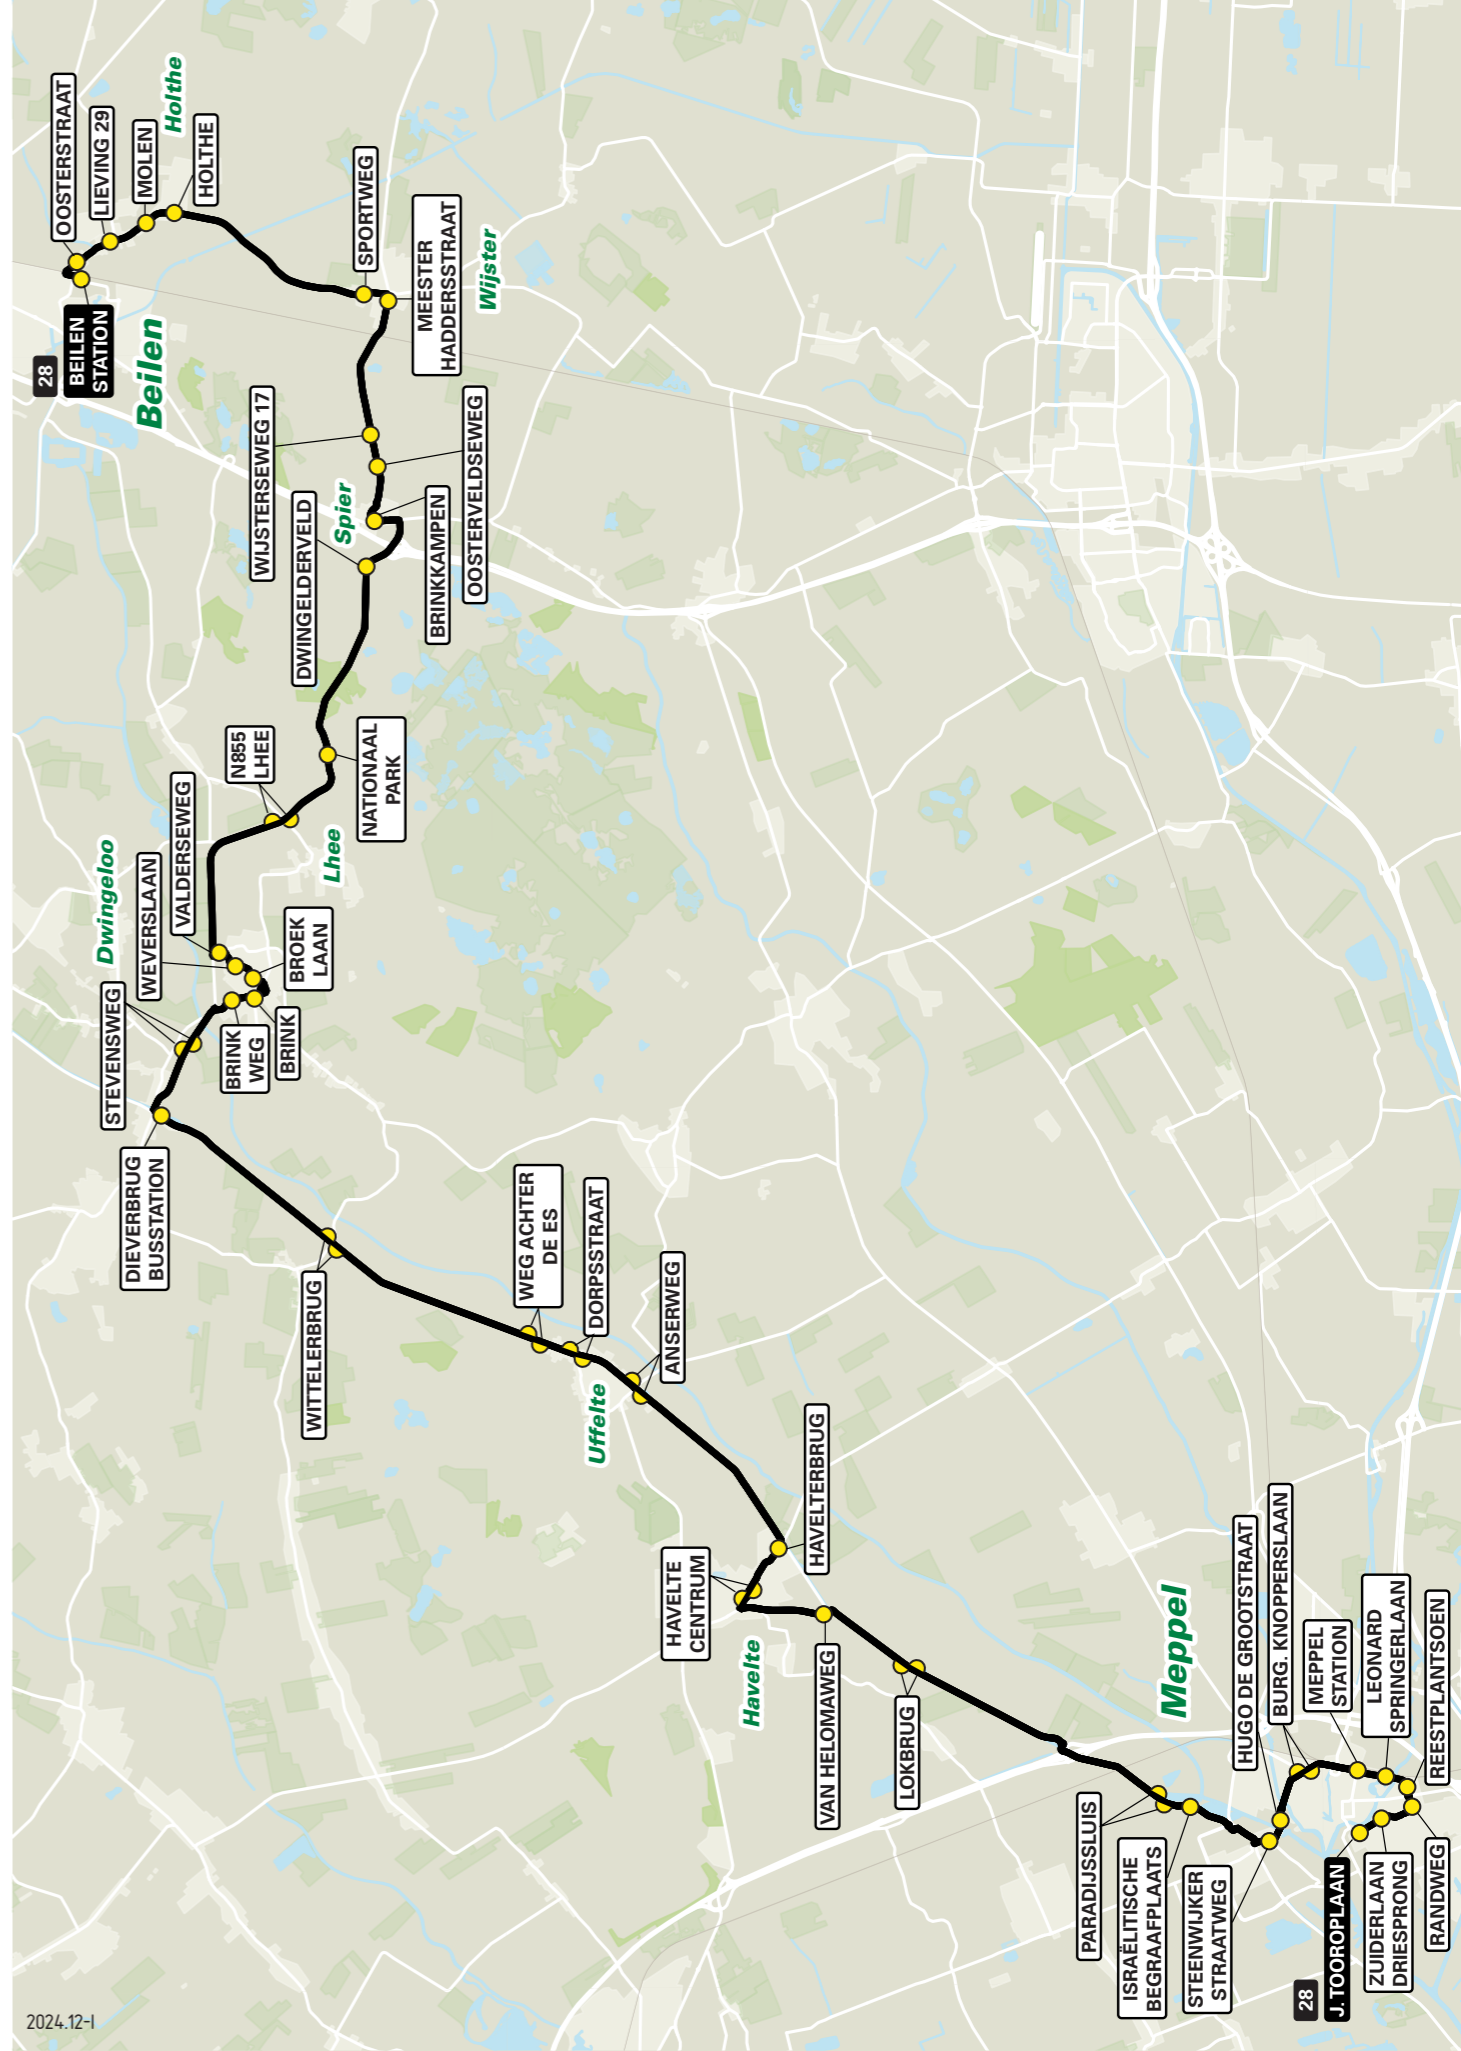 28
BEILEN
STATION
OOSTERSTRAAT
LIEVING 29
MOLEN
HOLTHE
Holthe
Beilen
SPORTWEG
MEESTER
HADDERSSTRAAT
Wijster
WIJSTERSEWEG 17
OOSTERVELDSEWEG
Spier
BRINKKAMPEN
DWINGELDERVELD
NATIONAAL
PARK
N855
LHEE
Lhee
Dwingeloo
VALDERSEWEG
WEVERSLAAN
BROEK
LAAN
BRINK
BRINK
WEG
STEVENSWEG
DIEVERBRUG
BUSSTATION
WITTELERBRUG
WEG ACHTER
DE ES
DORPSSTRAAT
Uffelte
ANSERWEG
HAVELTERBRUG
HAVELTE
CENTRUM
Havelte
VAN HELOMAWEG
LOKBRUG
Meppel
PARADIJSSLUIS
ISRAËLITISCHE
BEGRAAFPLAATS
STEENWIJKER
STRAATWEG
HUGO DE GROOTSTRAAT
BURG. KNOPPERSLAAN
MEPPEL
STATION
LEONARD
SPRINGERLAAN
REESTPLANTSOEN
RANDWEG
ZUIDERLAAN
DRIESPRONG
28
J. TOOROPLAAN
2024.12-I